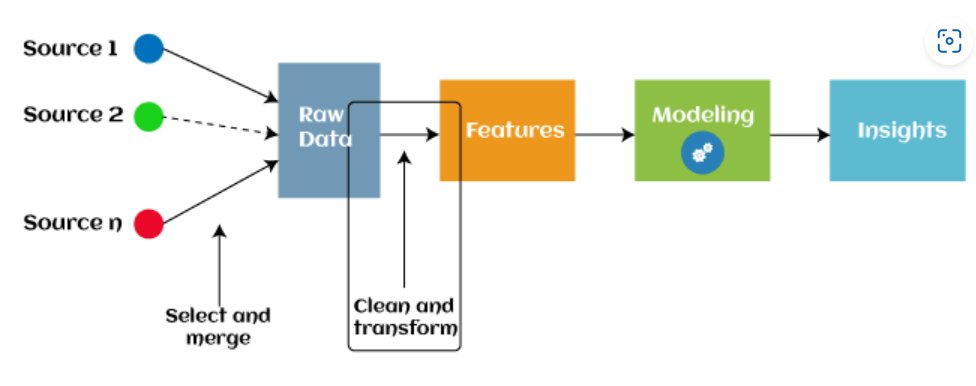 Source 1
Source 2
Source n
Select and
merge
Raw
Data
Clean and
transform
Features
Modeling
Insights